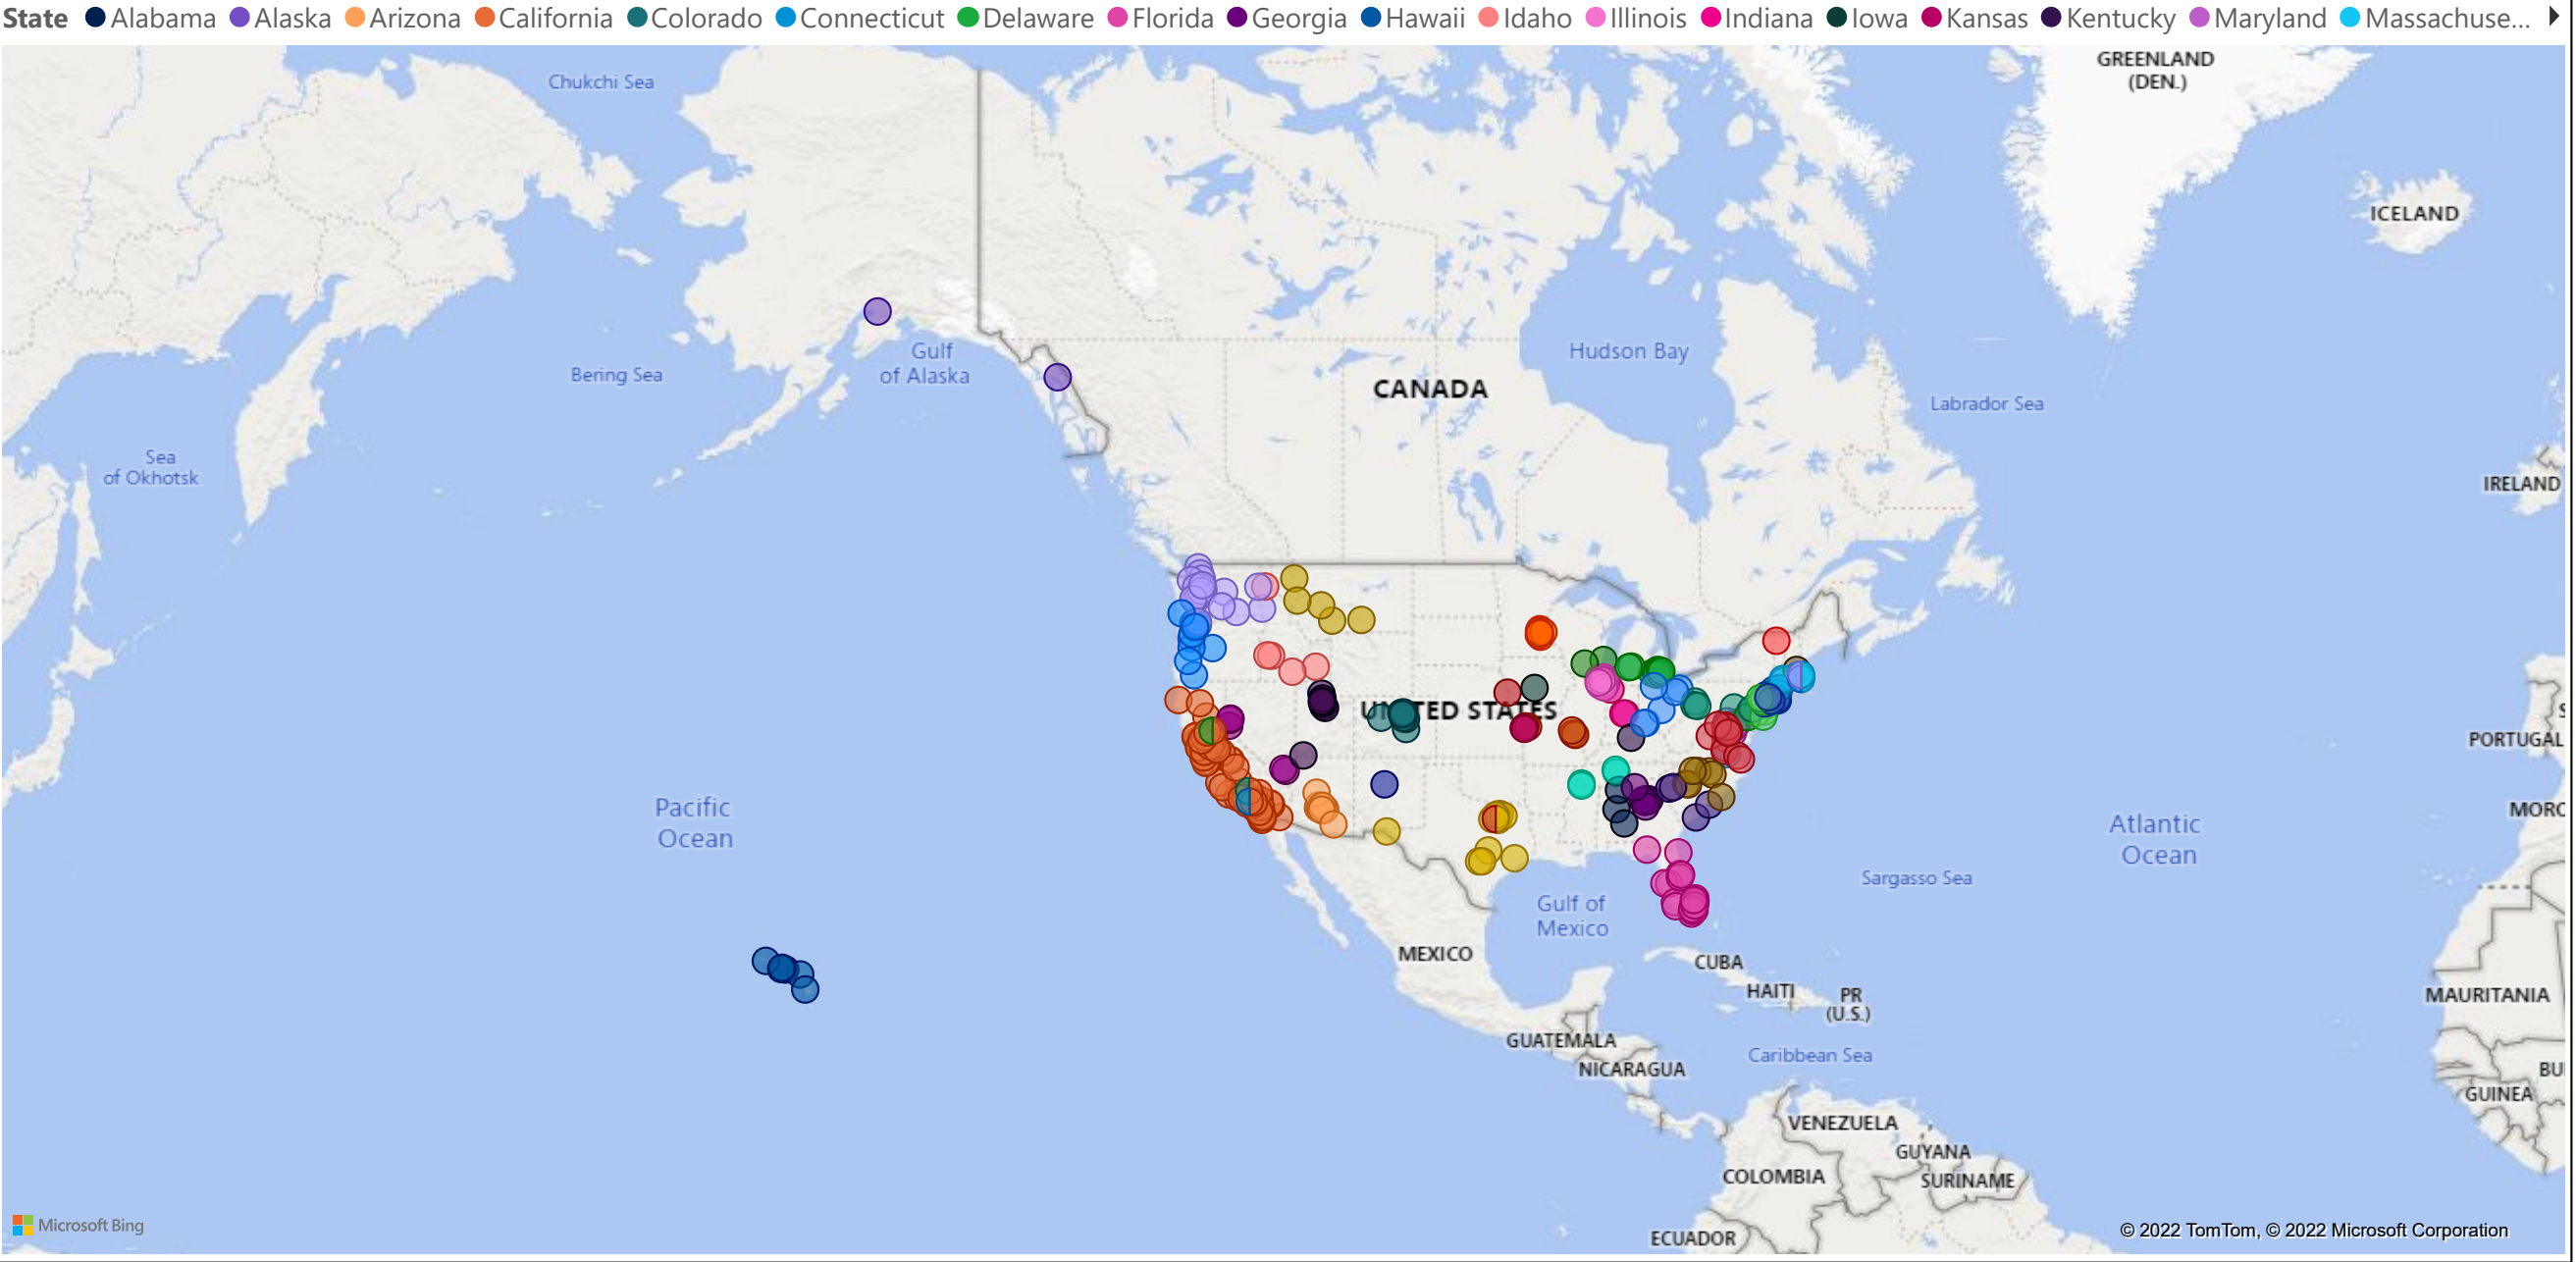 State Alabama Alaska Arizona California Colorado Connecticut Delaware Florida Georgia Hawaii Idaho Illinois Indiana Iowa Kansas Kentucky Maryland Massachuse...
GREENLAND
(DEN.)
Chukchi Sea
ICELAND
Gulf
of Alaska
Hudson Bay
Bering Sea
CANADA
Labrador Sea
Sea
of Okhotsk
IRELAND
UNITED STATES
PORTUGAL
Pacific
Ocean
MORO
Atlantic
Ocean
Sargasso Sea
Gulf of
Mexico
MEXICO
CUBA
HAITI
PR
(U.S.)
MAURITANIA
GUATEMALA
Caribbean Sea
NICARAGUA
BU
GUINEA
VENEZUELA
GUYANA
COLOMBIA
SURINAME
Microsoft Bing
ECUADOR
© 2022 TomTom, © 2022 Microsoft Corporation